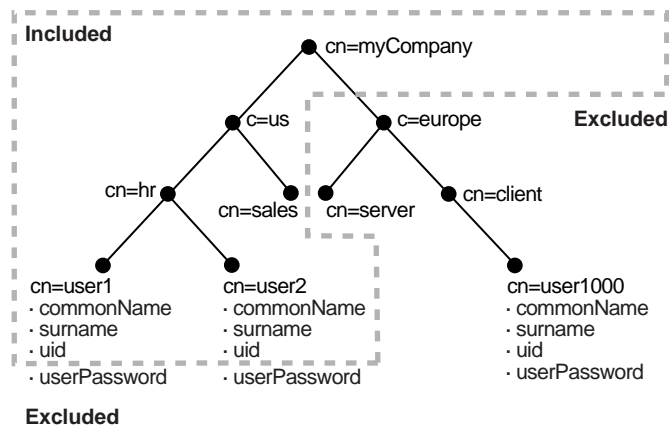 Included
cn=myCompany
c=us
c=europe
Excluded
cn=hr
cn=sales
cn=server
cn=client
cn=user1
· commonName
· surname
· uid
· userPassword
cn=user2
· commonName
· surname
· uid
· userPassword
cn=user1000
· commonName
· surname
· uid
· userPassword
Excluded